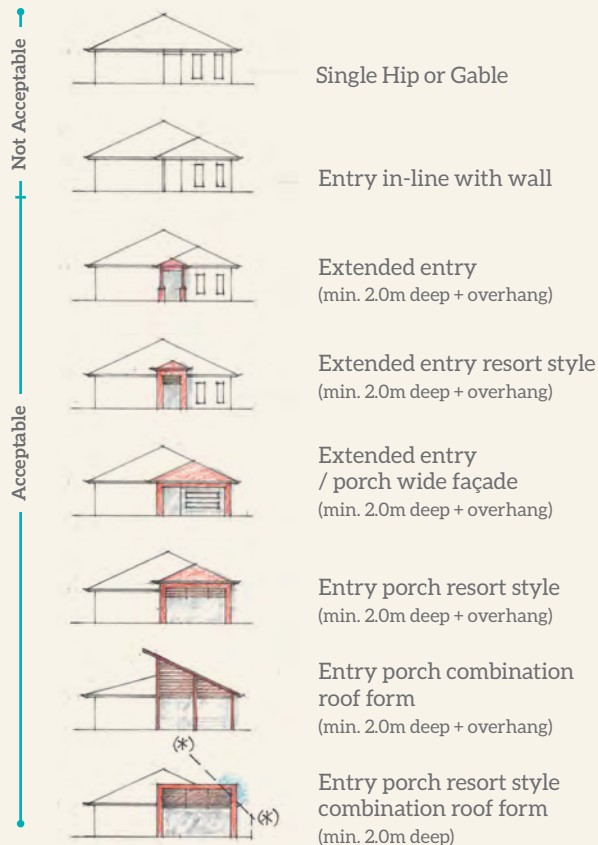 Not Acceptable
Single Hip or Gable
Entry in-line with wall
Acceptable
Extended entry
(min. 2.0m deep + overhang)
Extended entry resort style
(min. 2.0m deep + overhang)
Extended entry
/ porch wide façade
(min. 2.0m deep + overhang)
Entry porch resort style
(min. 2.0m deep + overhang)
Entry porch combination
roof form
(min. 2.0m deep + overhang)
(*)
Entry porch resort style
combination roof form
(min. 2.0m deep)
(*)